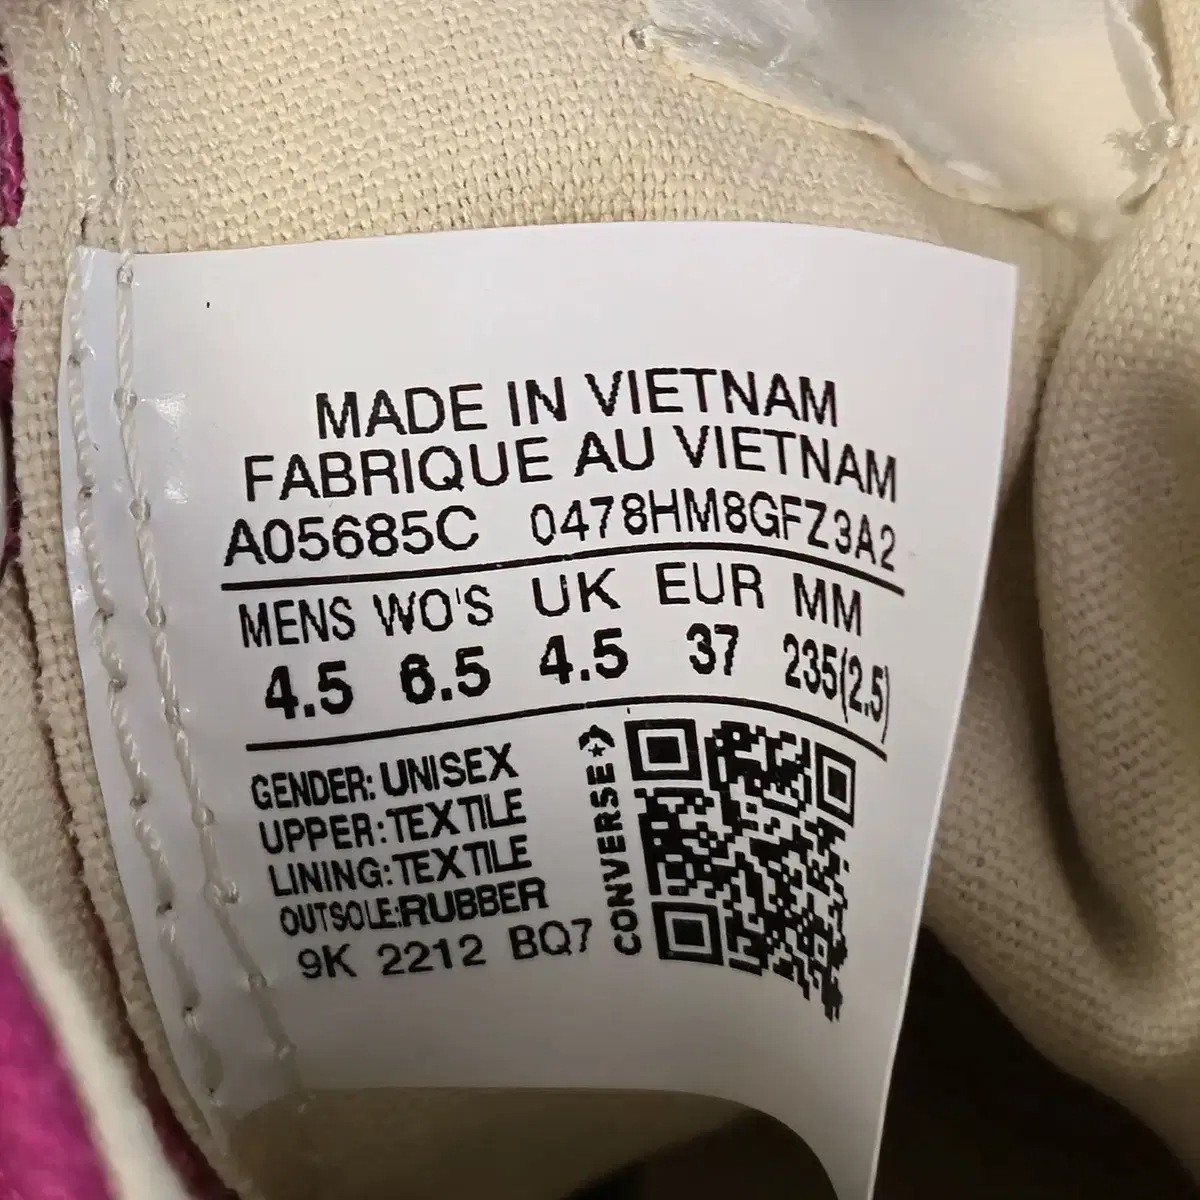 MADE IN VIETNAM
FABRIQUE AU VIETNAM
A05685C 0478HM8GFZ3A2
MENS WO'S UK EUR MM
4.5 6.5 4.5 37 235(2.5)
GENDER: UNISEX
UPPER: TEXTILE
LINING: TEXTILE
OUTSOLE: RUBBER
9K 2212 BQ7
CONVERSE